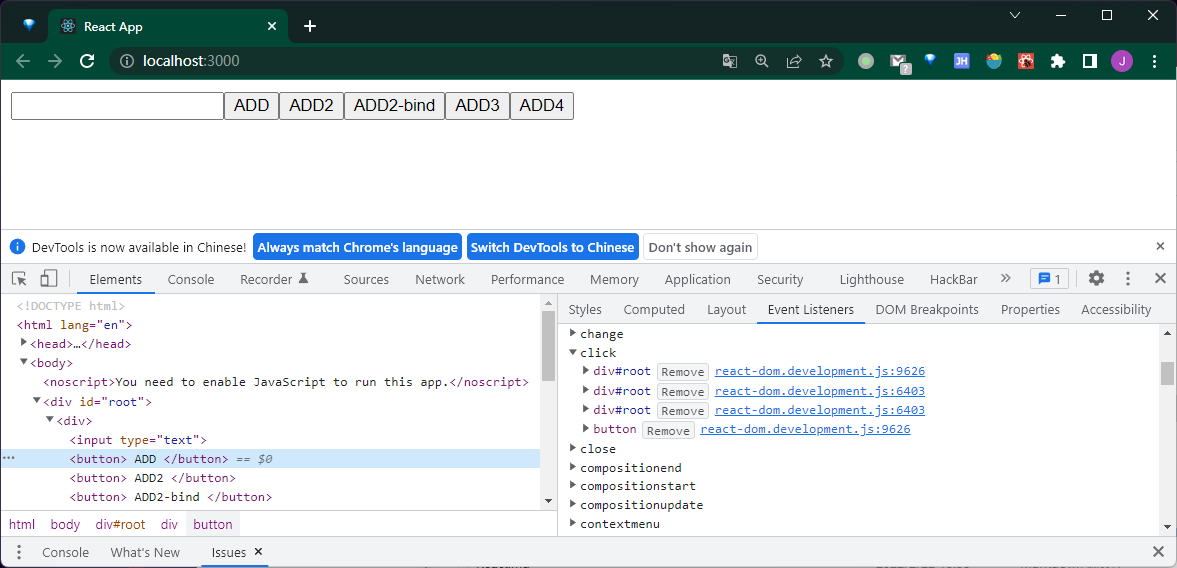 React App
localhost:3000
JH
J
?
ADD ADD2 ADD2-bind ADD3 ADD4
DevTools is now available in Chinese! Always match Chrome's language Switch DevTools to Chinese Don't show again
Elements Console Recorder Sources Network Performance Memory Application Security Lighthouse HackBar » 1
<!DOCTYPE html>
<html lang="en">
<head>…</head>
<body>
<noscript>You need to enable JavaScript to run this app.</noscript>
<div id="root">
<div>
<input type="text">
<button> ADD </button> == $0
<button> ADD2 </button>
<button> ADD2-bind </button>
html body div#root div button
Styles Computed Layout Event Listeners DOM Breakpoints Properties Accessibility
change
click
div#root Remove react-dom.development.js:9626
div#root Remove react-dom.development.js:6403
div#root Remove react-dom.development.js:6403
button Remove react-dom.development.js:9626
close
compositionend
compositionstart
compositionupdate
contextmenu
Console What's New Issues